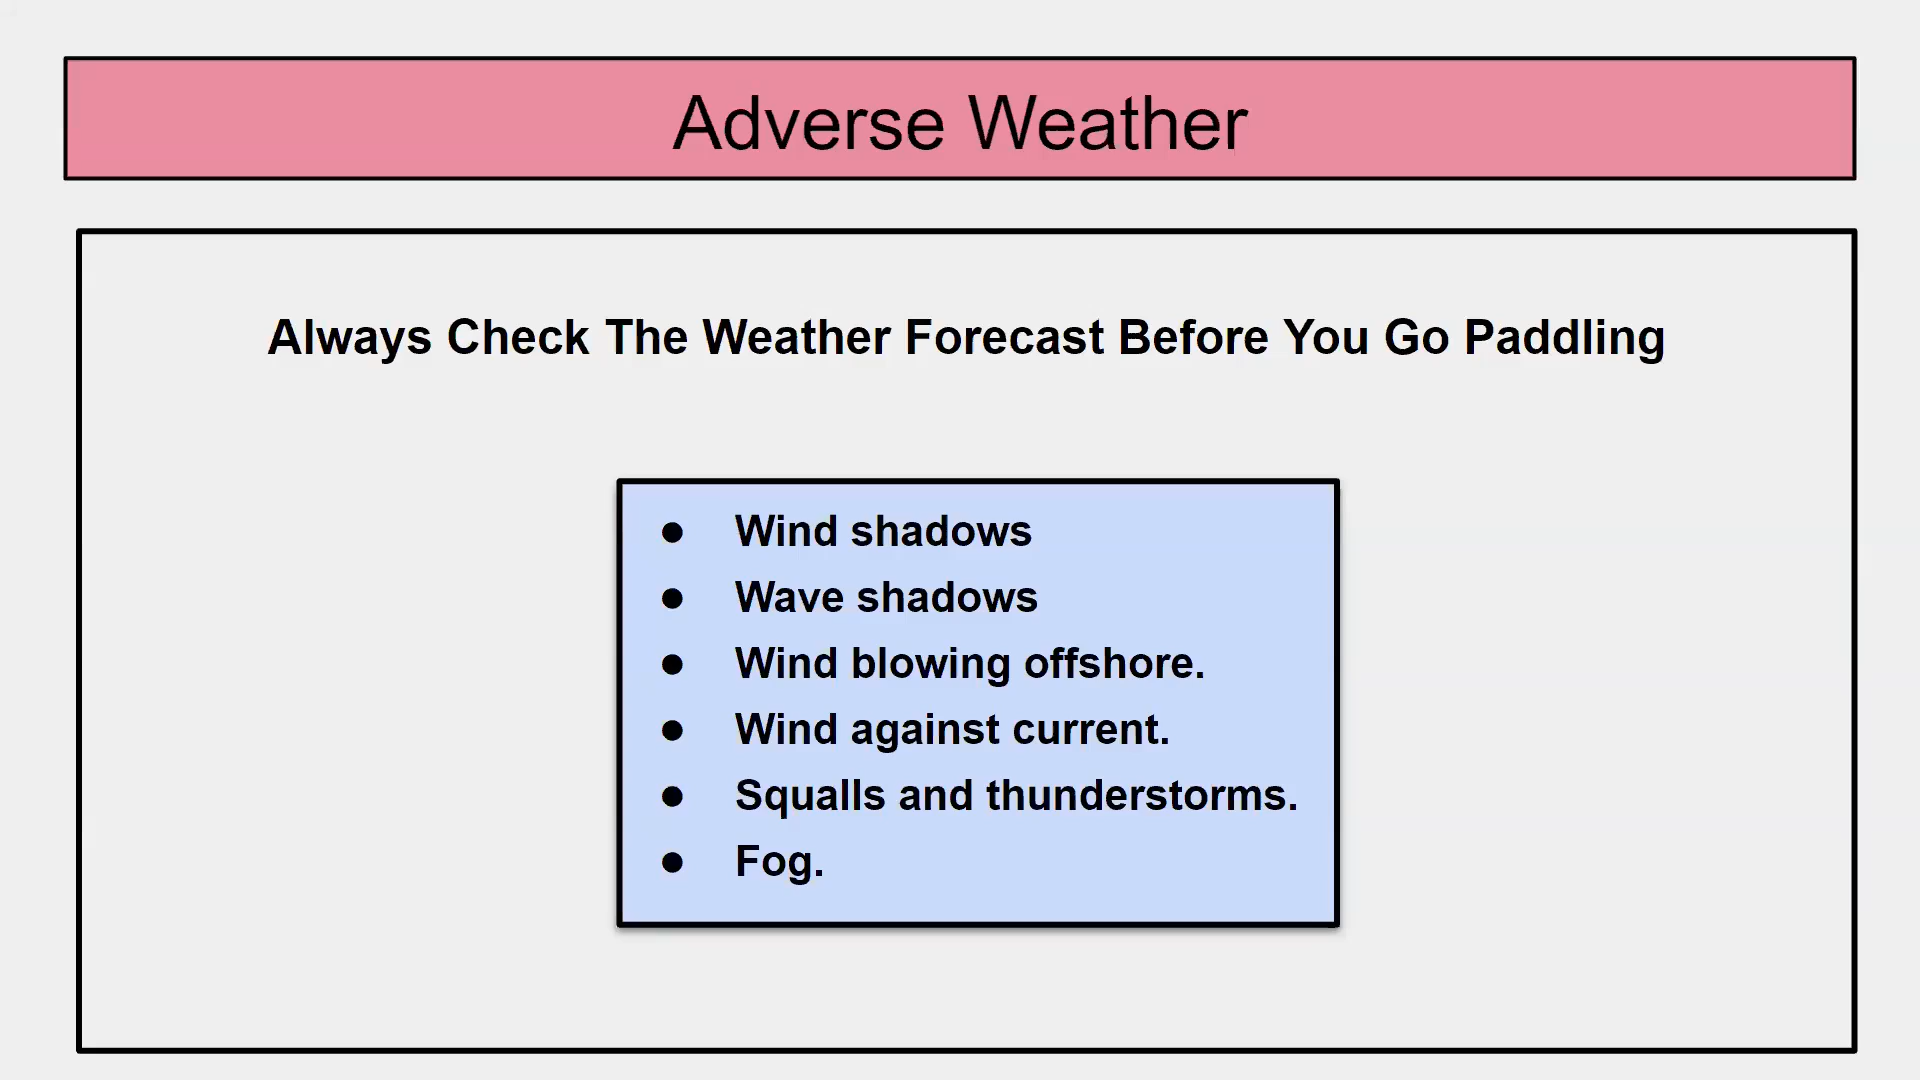 Adverse Weather
Always Check The Weather Forecast Before You Go Paddling
● Wind shadows
● Wave shadows
● Wind blowing offshore.
● Wind against current.
● Squalls and thunderstorms.
● Fog.